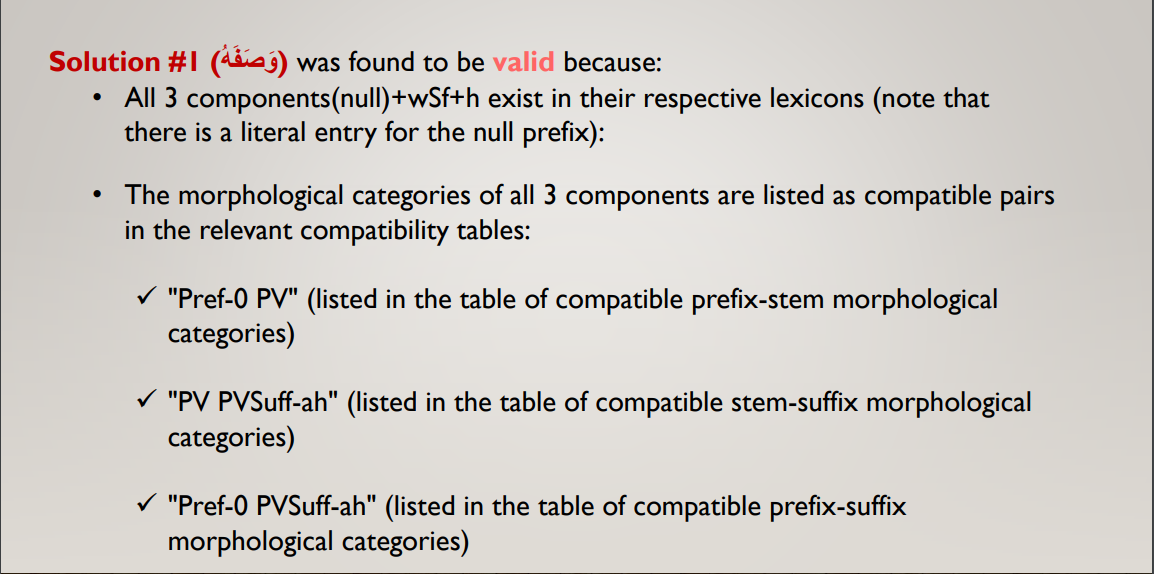 Solution #1 (وَصَفَهُ) was found to be valid because:
• All 3 components(null)+wSf+h exist in their respective lexicons (note that
there is a literal entry for the null prefix):
• The morphological categories of all 3 components are listed as compatible pairs
in the relevant compatibility tables:
✓ "Pref-0 PV" (listed in the table of compatible prefix-stem morphological
categories)
✓ "PV PVSuff-ah" (listed in the table of compatible stem-suffix morphological
categories)
✓ "Pref-0 PVSuff-ah" (listed in the table of compatible prefix-suffix
morphological categories)